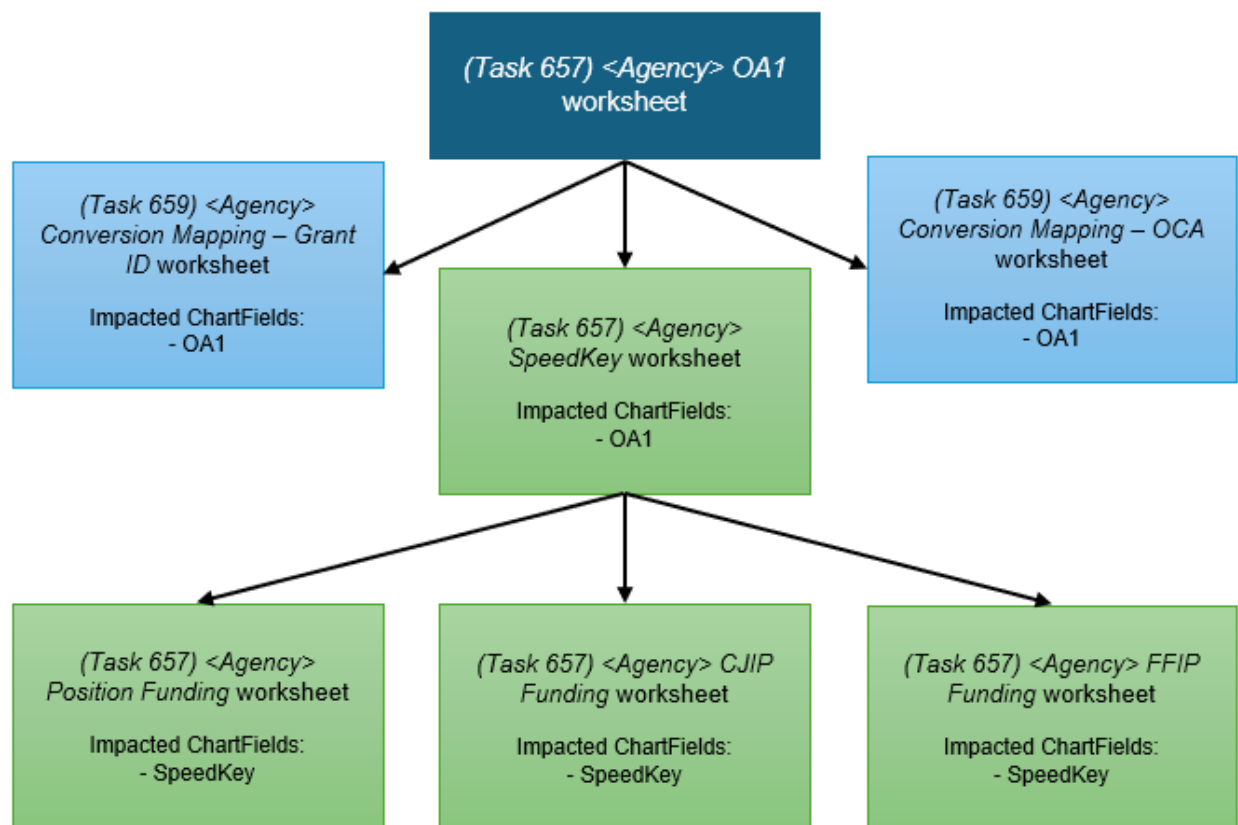 (Task 657) <Agency> OA1
worksheet
(Task 659) <Agency>
Conversion Mapping – Grant
ID worksheet
Impacted ChartFields:
- OA1
(Task 657) <Agency>
SpeedKey worksheet
Impacted ChartFields:
- OA1
(Task 659) <Agency>
Conversion Mapping – OCA
worksheet
Impacted ChartFields:
- OA1
(Task 657) <Agency>
Position Funding worksheet
Impacted ChartFields:
- SpeedKey
(Task 657) <Agency> CJIP
Funding worksheet
Impacted ChartFields:
- SpeedKey
(Task 657) <Agency> FFIP
Funding worksheet
Impacted ChartFields:
- SpeedKey